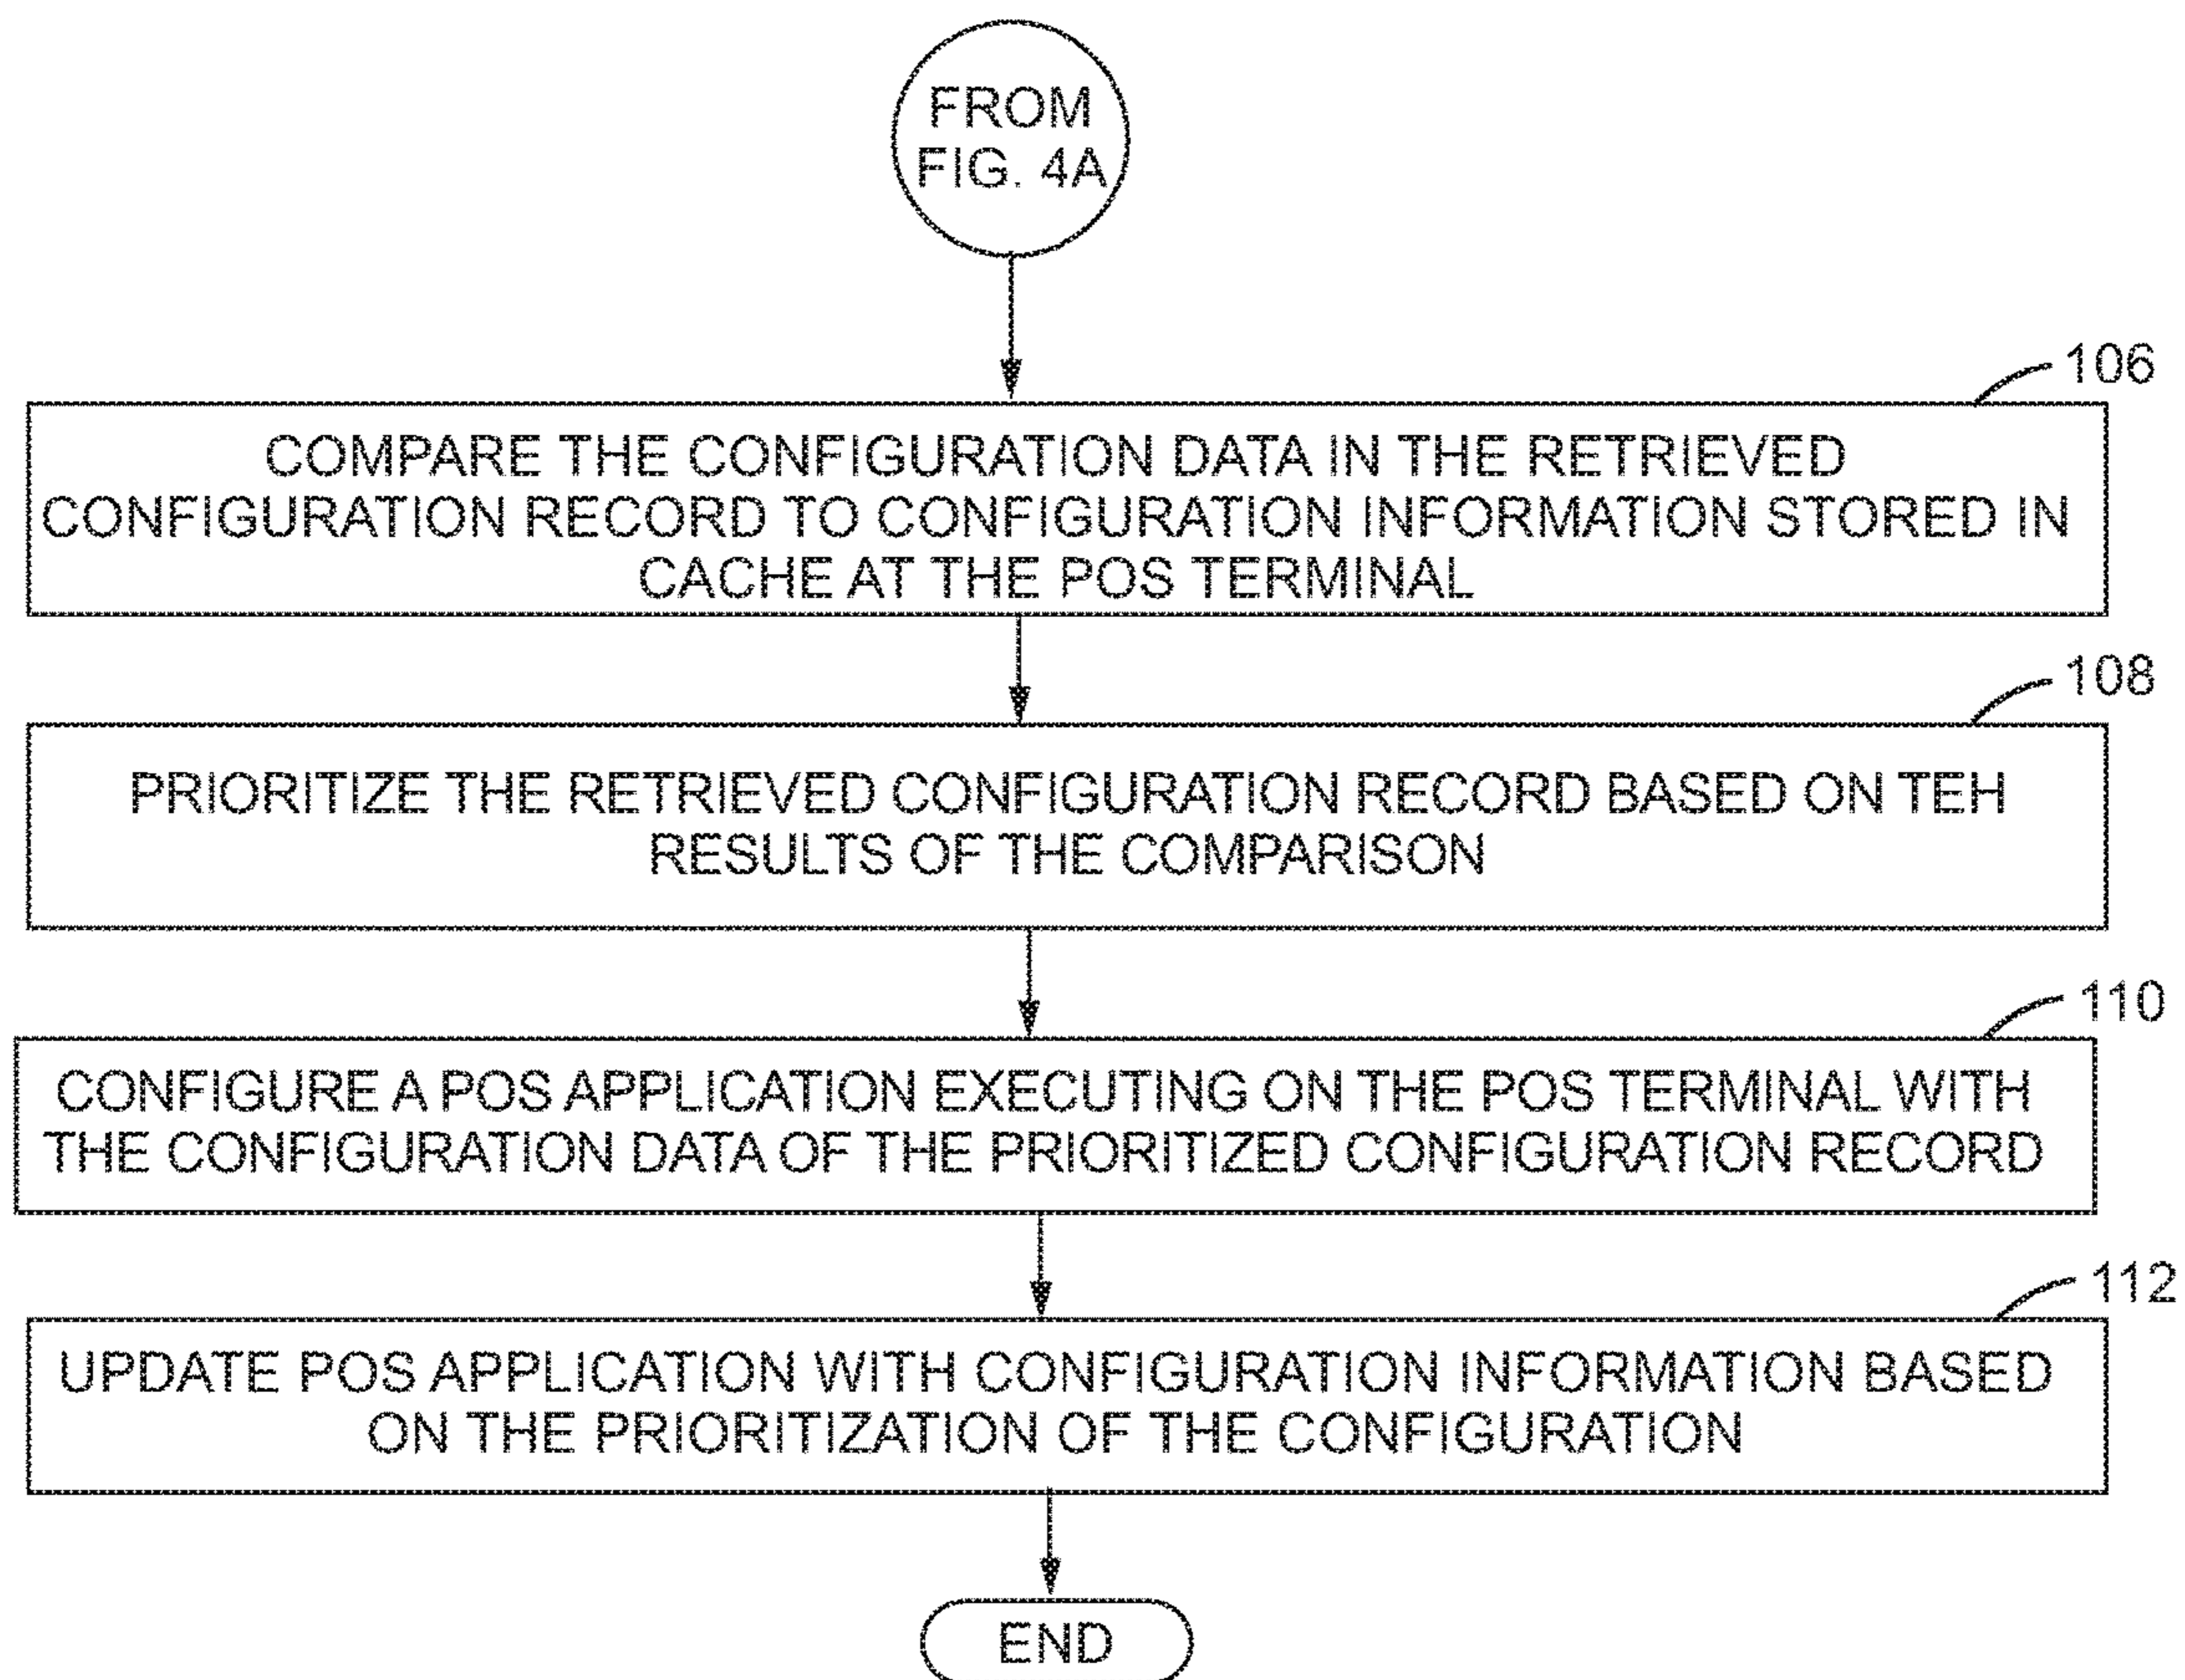 FROM
FIG. 4A
106
COMPARE THE CONFIGURATION DATA IN THE RETRIEVED
CONFIGURATION RECORD TO CONFIGURATION INFORMATION STORED IN
CACHE AT THE POS TERMINAL
108
PRIORITIZE THE RETRIEVED CONFIGURATION RECORD BASED ON TEH
RESULTS OF THE COMPARISON
110
CONFIGURE A POS APPLICATION EXECUTING ON THE POS TERMINAL WITH
THE CONFIGURATION DATA OF THE PRIORITIZED CONFIGURATION RECORD
112
UPDATE POS APPLICATION WITH CONFIGURATION INFORMATION BASED
ON THE PRIORITIZATION OF THE CONFIGURATION
END